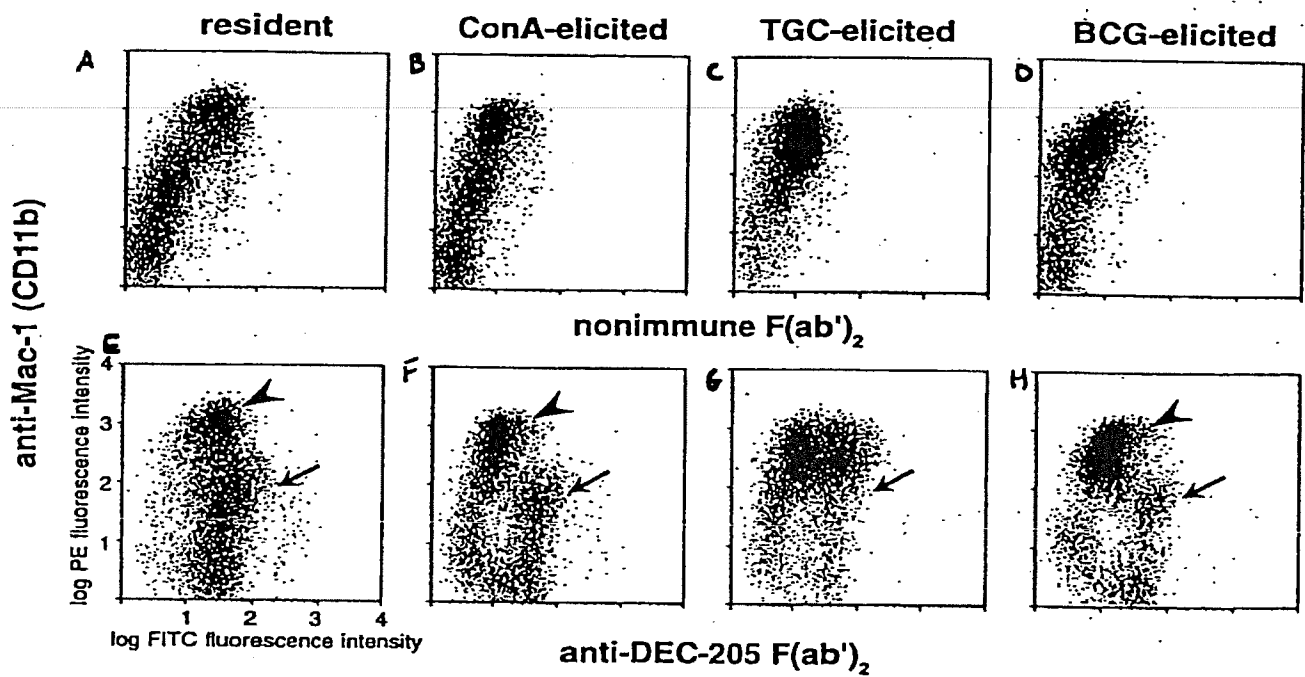 resident
ConA-elicited
TGC-elicited
BCG-elicited
A
B
C
D
anti-Mac-1 (CD11b)
nonimmune F(ab')2
E
F
G
H
log PE fluorescence intensity
4
3
2
1
1 2 3 4
log FITC fluorescence intensity
anti-DEC-205 F(ab')2